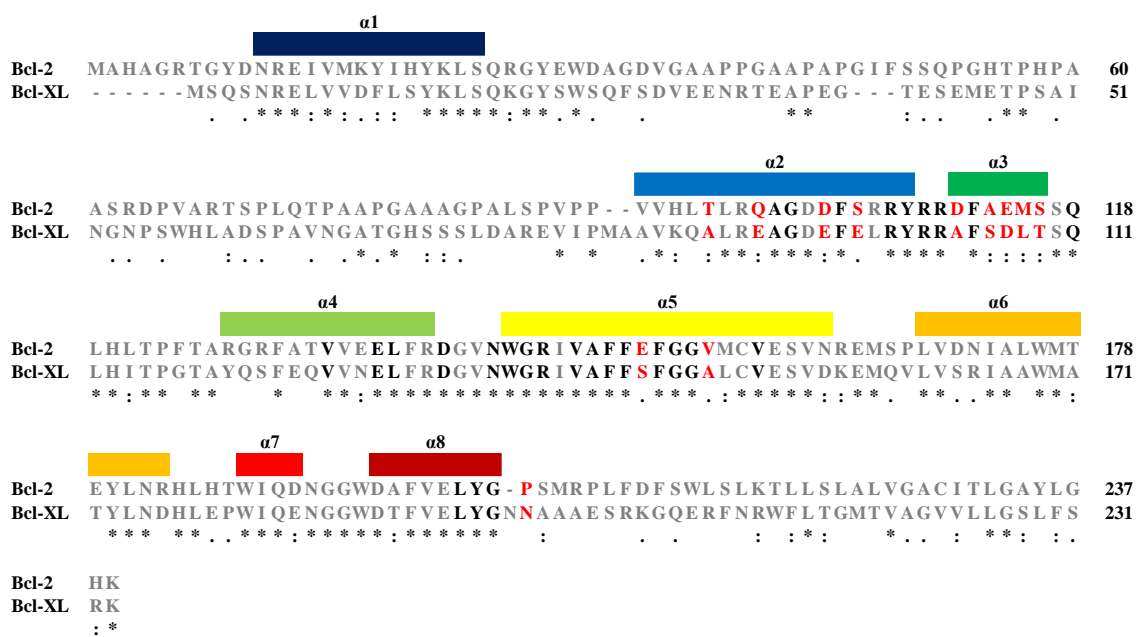 α1
Bcl-2 MAHAGRTGYDNREIVMKYIHYKLSQRGYEWDAGDVGAAPPGAAPAPGIFSSQPGHTPHPA 60
Bcl-XL ------MSQSNRELVVDFLSYKLSQKGYSWSQFSDVEENRTEAPEG---TESEMETPSAI 51
. . * * * : * : . : : * * * * * : * * . * . . * * : . . * * .
α2 α3
Bcl-2 ASRDPVARTSPLQTPAAPGAAAGPALSPVPP--VVHLTLRQAGDDFSRRYRRDFAEMSSQ 118
Bcl-XL NGNPSWHLADSPAVNGATGHSSSLDAREVIPMAAVKQALREAGDEFELRYRRAFSDLTSQ 111
. . . : . . . * . * : : . * * . * : : . * * : * * * * : * . * * * * * : : : : * *
α4 α5 α6
Bcl-2 LHLTPFTARGRFATVVEELFRDGVNWGRIVAFFEFGGVMCVESVNREMSPLVDNIALWMT 178
Bcl-XL LHITPGTAYQSFEQVVNELFRDGVNWGRIVAFFSFGGALCVESVDKEMQVLVSRIAAWMA 171
* * : * * * * * * * : * * * * * * * * * * * * * * * * . * * * . : * * * * * : : * * . * * . . * * * * :
α7 α8
Bcl-2 EYLNRHLHTWIQDNGGWDAFVELYG-PSMRPLFDFSWLSLKTLLSLALVGACITLGAYLG 237
Bcl-XL TYLNDHLEPWIQENGGWDTFVELYGNNAAAESRKGQERFNRWFLTGMTVAGVVLLGSLFS 231
* * * * * . . * * * : * * * * * : * * * * * * : . . : : : * . . : * * : : .
Bcl-2 HK
Bcl-XL RK
: *